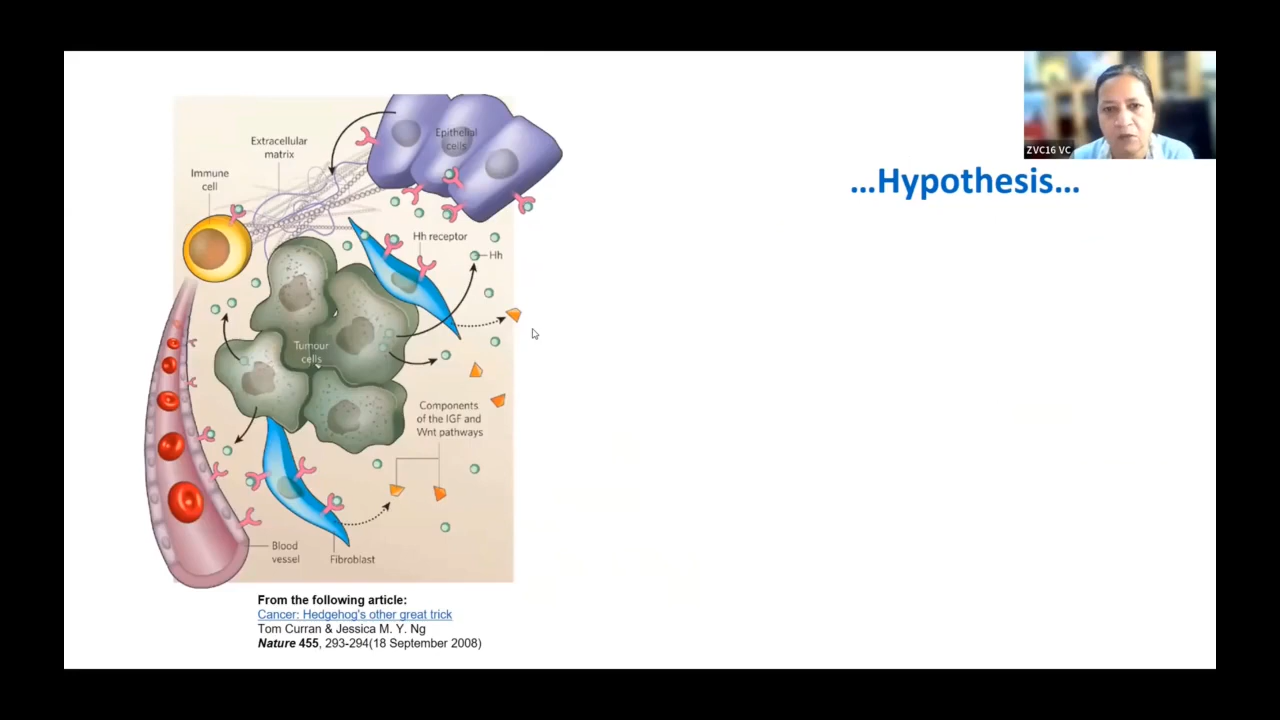 ZVC16 VC
...Hypothesis...
Epithelial
cells
Extracellular
matrix
Immune
cell
Hh receptor
Hh
Tumour
cells
Components
of the IGF and
Wnt pathways
Blood
vessel
Fibroblast
From the following article:
Cancer: Hedgehog's other great trick
Tom Curran & Jessica M. Y. Ng
Nature 455, 293-294(18 September 2008)